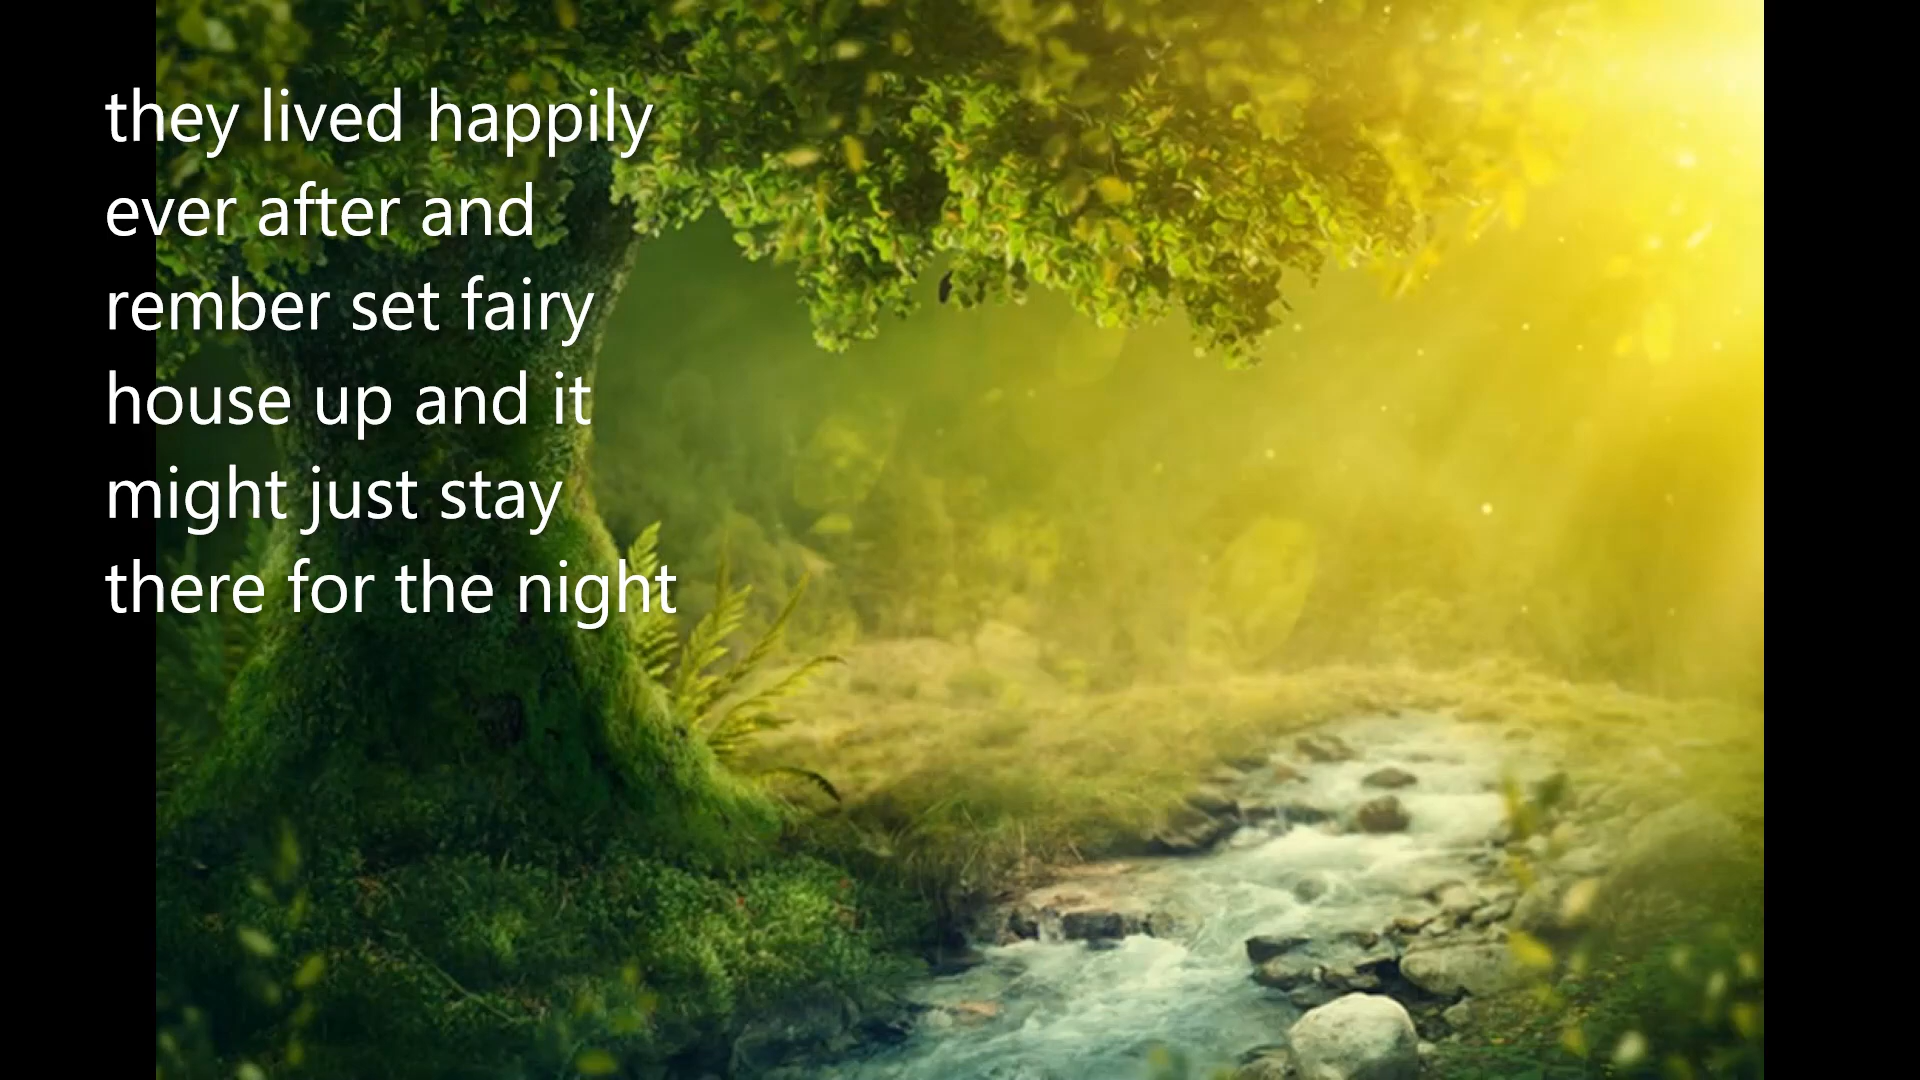 they lived happily
ever after and
rember set fairy
house up and it
might just stay
there for the night